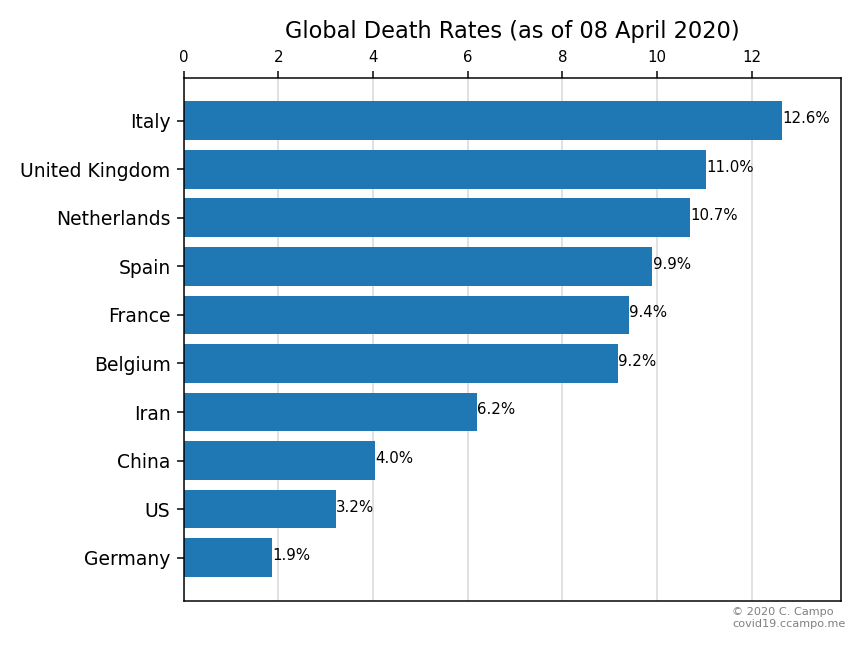 Global Death Rates (as of 08 April 2020)
0 2 4 6 8 10 12
Italy 12.6%
United Kingdom 11.0%
Netherlands 10.7%
Spain 9.9%
France 9.4%
Belgium 9.2%
Iran 6.2%
China 4.0%
US 3.2%
Germany 1.9%
© 2020 C. Campo
covid19.ccampo.me